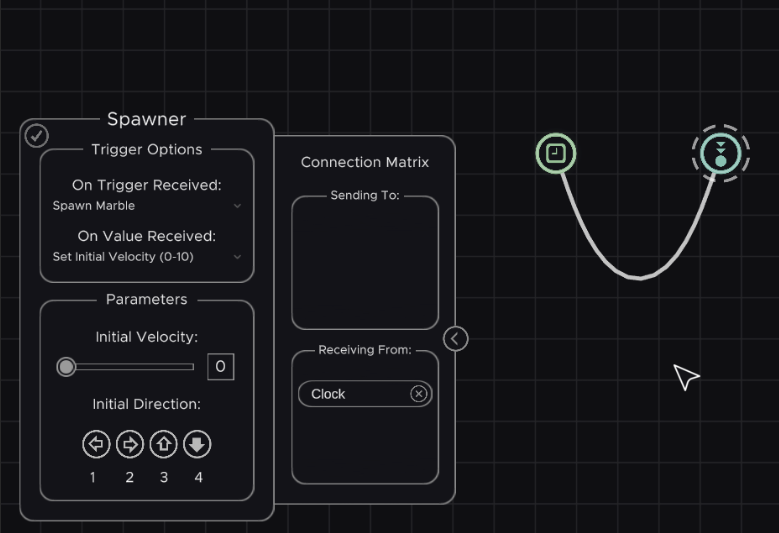 Spawner
Trigger Options
On Trigger Received:
Spawn Marble
On Value Received:
Set Initial Velocity (0-10)
Parameters
Initial Velocity:
0
Initial Direction:
1 2 3 4
Connection Matrix
Sending To:
Receiving From:
Clock